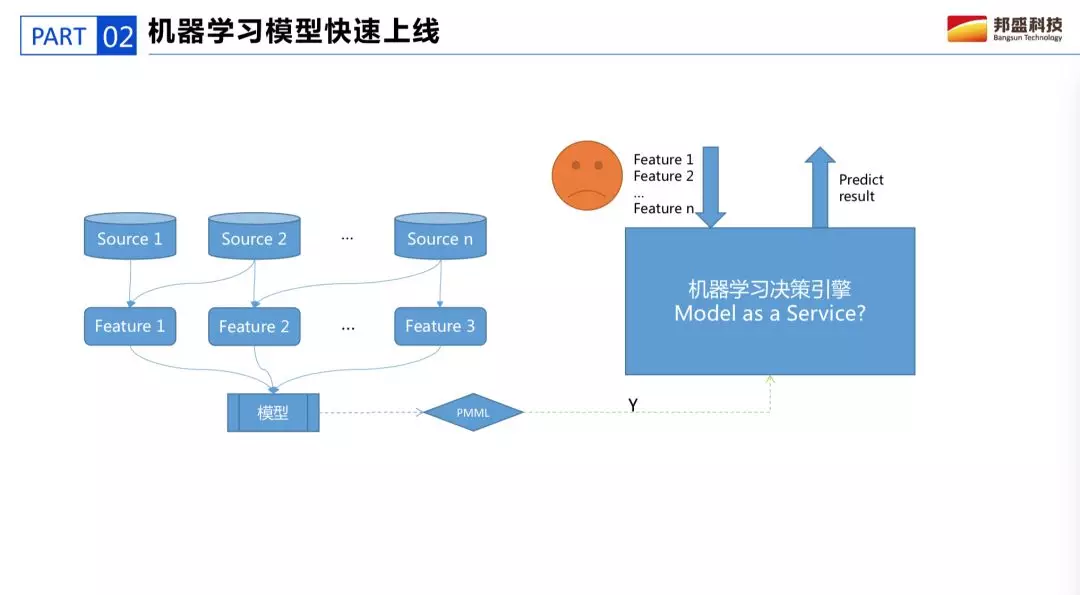 PART 02 机器学习模型快速上线
邦盛科技
Bangsun Technology
Source 1
Source 2
...
Source n
Feature 1
Feature 2
...
Feature 3
模型
PMML
Y
Feature 1
Feature 2
...
Feature n
Predict
result
机器学习决策引擎
Model as a Service?